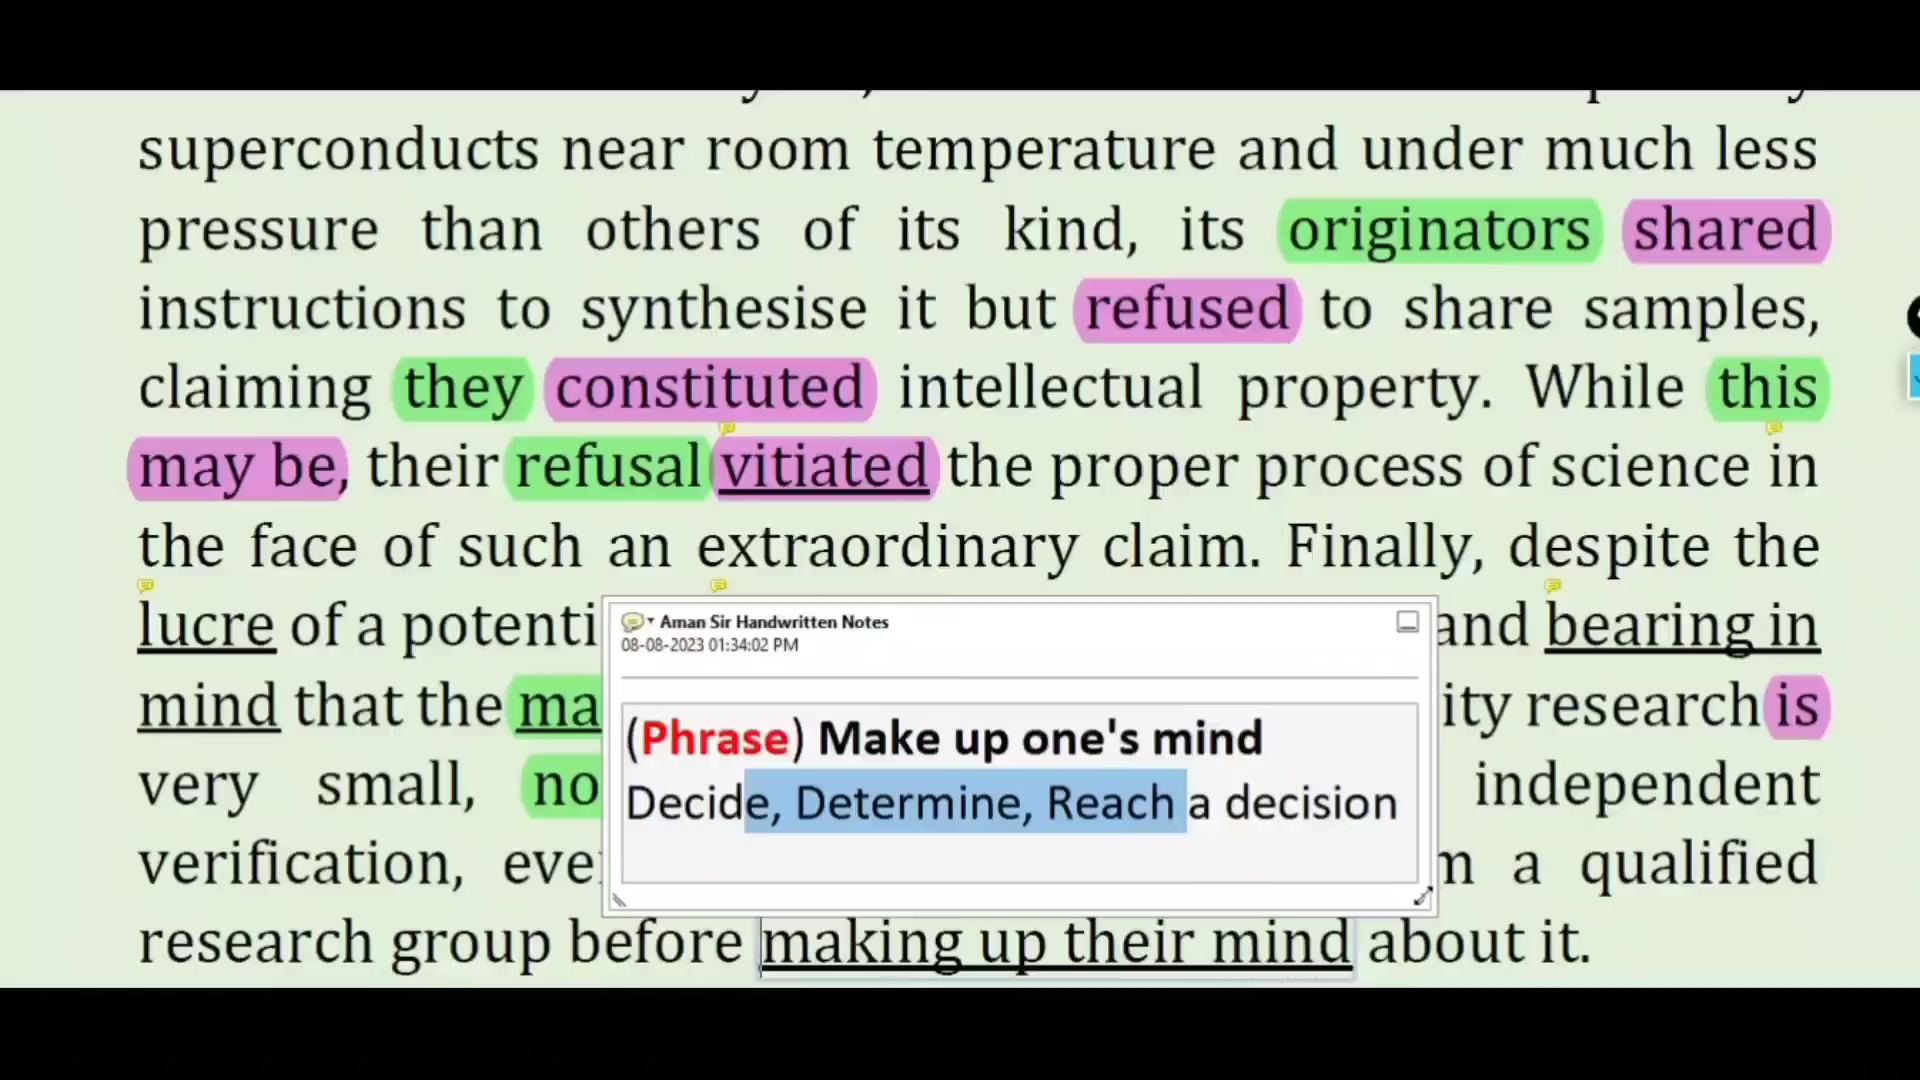 superconducts near room temperature and under much less
pressure than others of its kind, its originators shared
instructions to synthesise it but refused to share samples,
claiming they constituted intellectual property. While this
may be, their refusal vitiated the proper process of science in
the face of such an extraordinary claim. Finally, despite the
lucre of a potenti and bearing in
mind that the ma ity research is
very small, no independent
verification, eve m a qualified
research group before making up their mind about it.
Aman Sir Handwritten Notes
08-08-2023 01:34:02 PM
(Phrase) Make up one's mind
Decide, Determine, Reach a decision